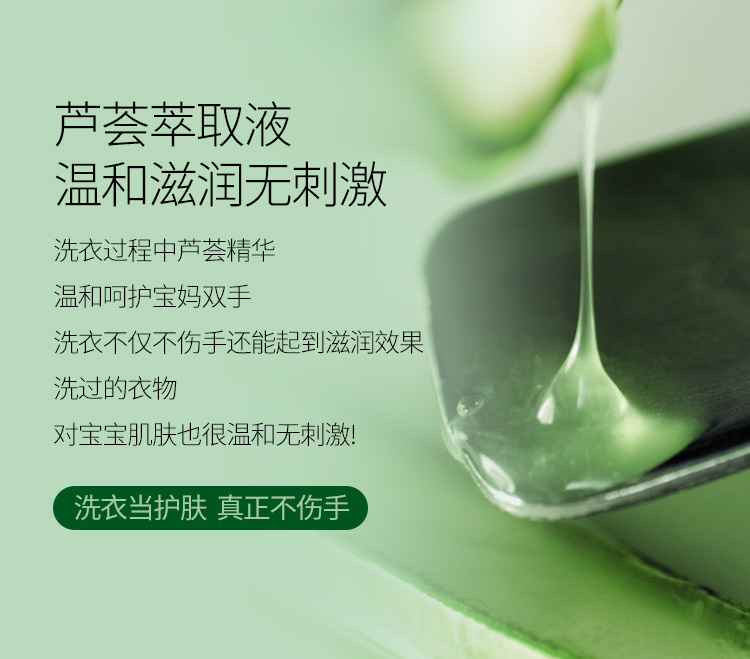 芦荟萃取液
温和滋润无刺激
洗衣过程中芦荟精华
温和呵护宝妈双手
洗衣不仅不伤手还能起到滋润效果
洗过的衣物
对宝宝肌肤也很温和无刺激!
洗衣当护肤 真正不伤手